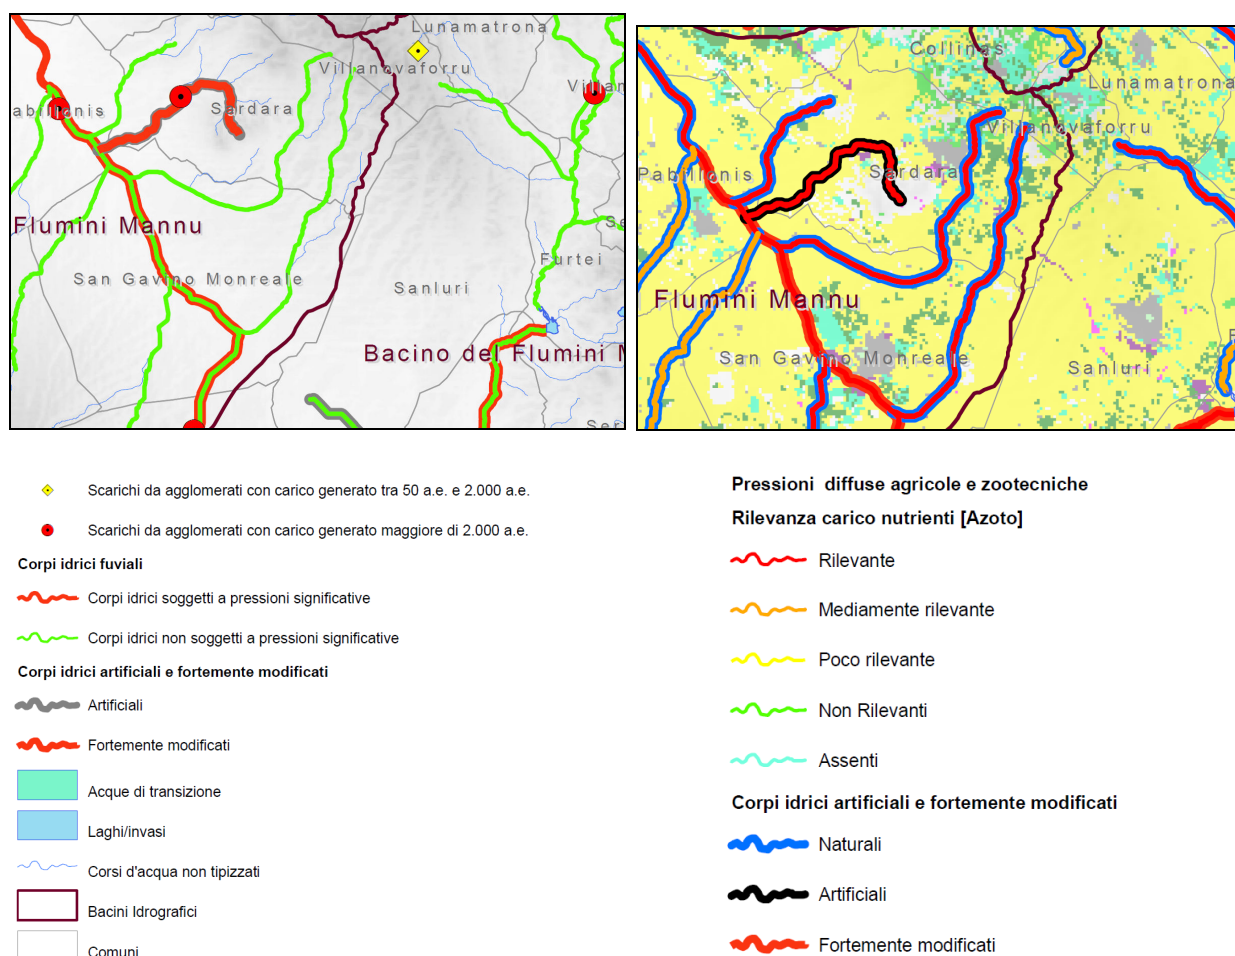 Lunamatrona
Villanovaforru
Villan
Pabillonis
Sardara
Flumini Mannu
Se
Furtei
San Gavino Monreale
Sanluri
Bacino del Flumini M
Ser
Collinas
Lunamatrona
Villanovaforru
Pabillonis
Sardara
Flumini Mannu
San Gavino Monreale
Sanluri
Scarichi da agglomerati con carico generato tra 50 a.e. e 2.000 a.e.
Scarichi da agglomerati con carico generato maggiore di 2.000 a.e.
Corpi idrici fuviali
Corpi idrici soggetti a pressioni significative
Corpi idrici non soggetti a pressioni significative
Corpi idrici artificiali e fortemente modificati
Artificiali
Fortemente modificati
Acque di transizione
Laghi/invasi
Corsi d'acqua non tipizzati
Bacini Idrografici
Comuni
Pressioni diffuse agricole e zootecniche
Rilevanza carico nutrienti [Azoto]
Rilevante
Mediamente rilevante
Poco rilevante
Non Rilevanti
Assenti
Corpi idrici artificiali e fortemente modificati
Naturali
Artificiali
Fortemente modificati